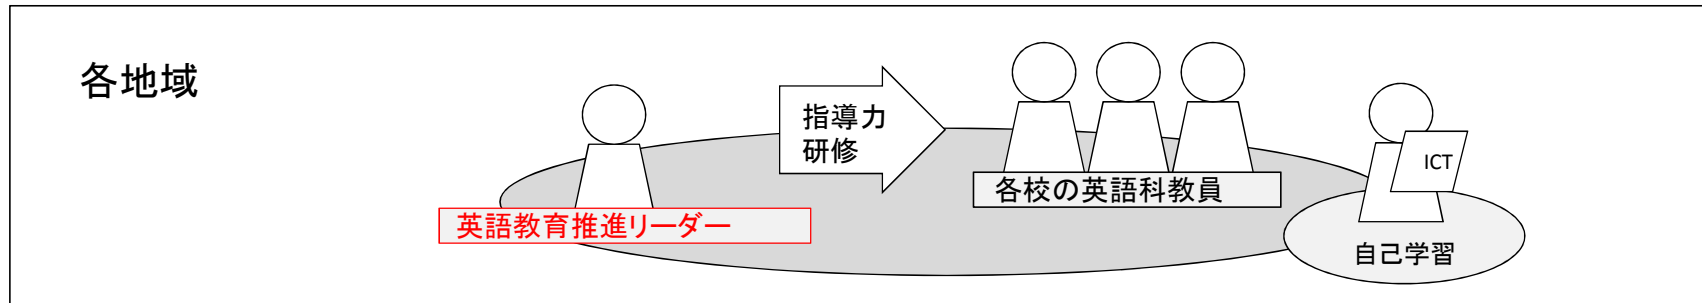 各地域
指導力
研修
各校の英語科教員
ICT
英語教育推進リーダー
自己学習